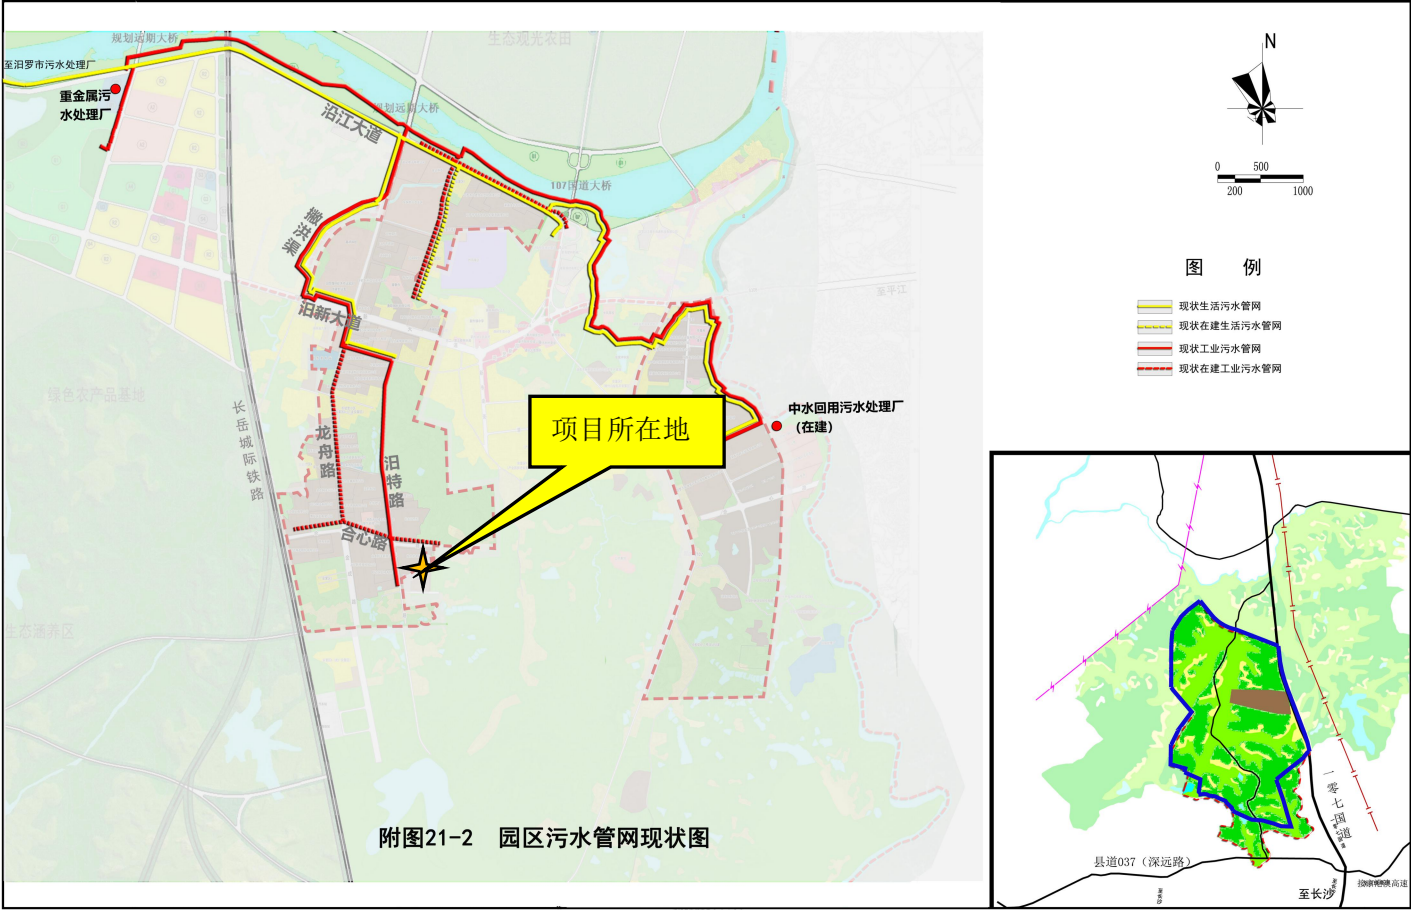 规划远期大桥
生态观光农田
至汨罗市污水处理厂
重金属污
水处理厂
沿江大道
规划远期大桥
107国道大桥
撇洪渠
至平江
汨新大道
绿色农产品基地
长岳城际铁路
龙舟路
汨特路
合心路
项目所在地
中水回用污水处理厂
（在建）
生态涵养区
附图21-2 园区污水管网现状图
N
0 500
200 1000
图 例
现状生活污水管网
现状在建生活污水管网
现状工业污水管网
现状在建工业污水管网
一零七国道
县道037（深远路）
至长沙